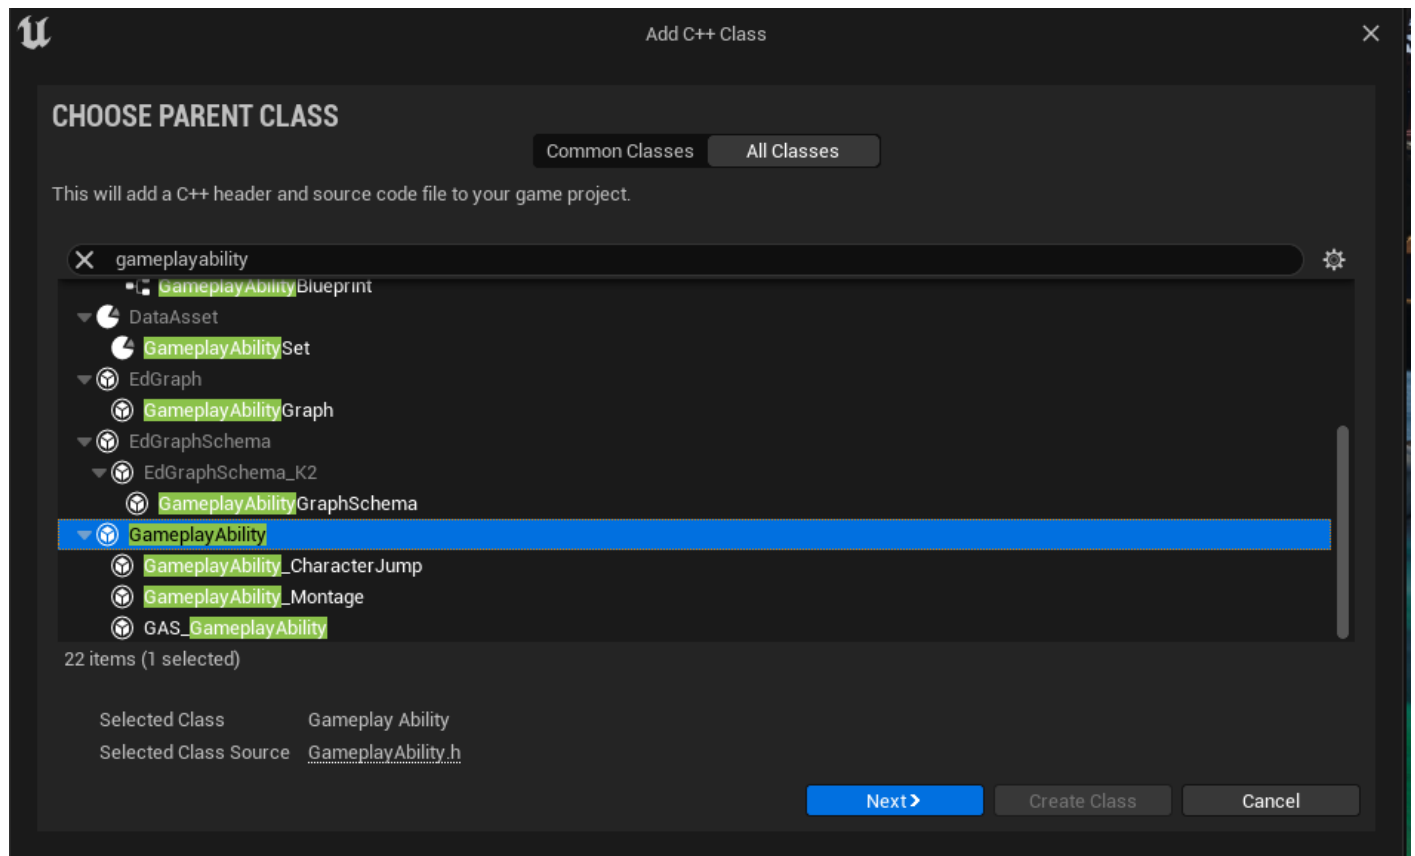 Add C++ Class
CHOOSE PARENT CLASS
Common Classes
All Classes
This will add a C++ header and source code file to your game project.
gameplayability
GameplayAbilityBlueprint
DataAsset
GameplayAbilitySet
EdGraph
GameplayAbilityGraph
EdGraphSchema
EdGraphSchema_K2
GameplayAbilityGraphSchema
GameplayAbility
GameplayAbility_CharacterJump
GameplayAbility_Montage
GAS_GameplayAbility
22 items (1 selected)
Selected Class Gameplay Ability
Selected Class Source GameplayAbility.h
Next
Create Class
Cancel